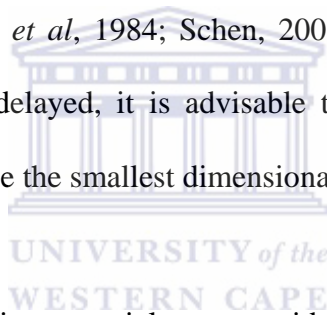 et al, 1984; Schen, 200
delayed, it is advisable t
e the smallest dimensiona
UNIVERSITY of the
WESTERN CAPE